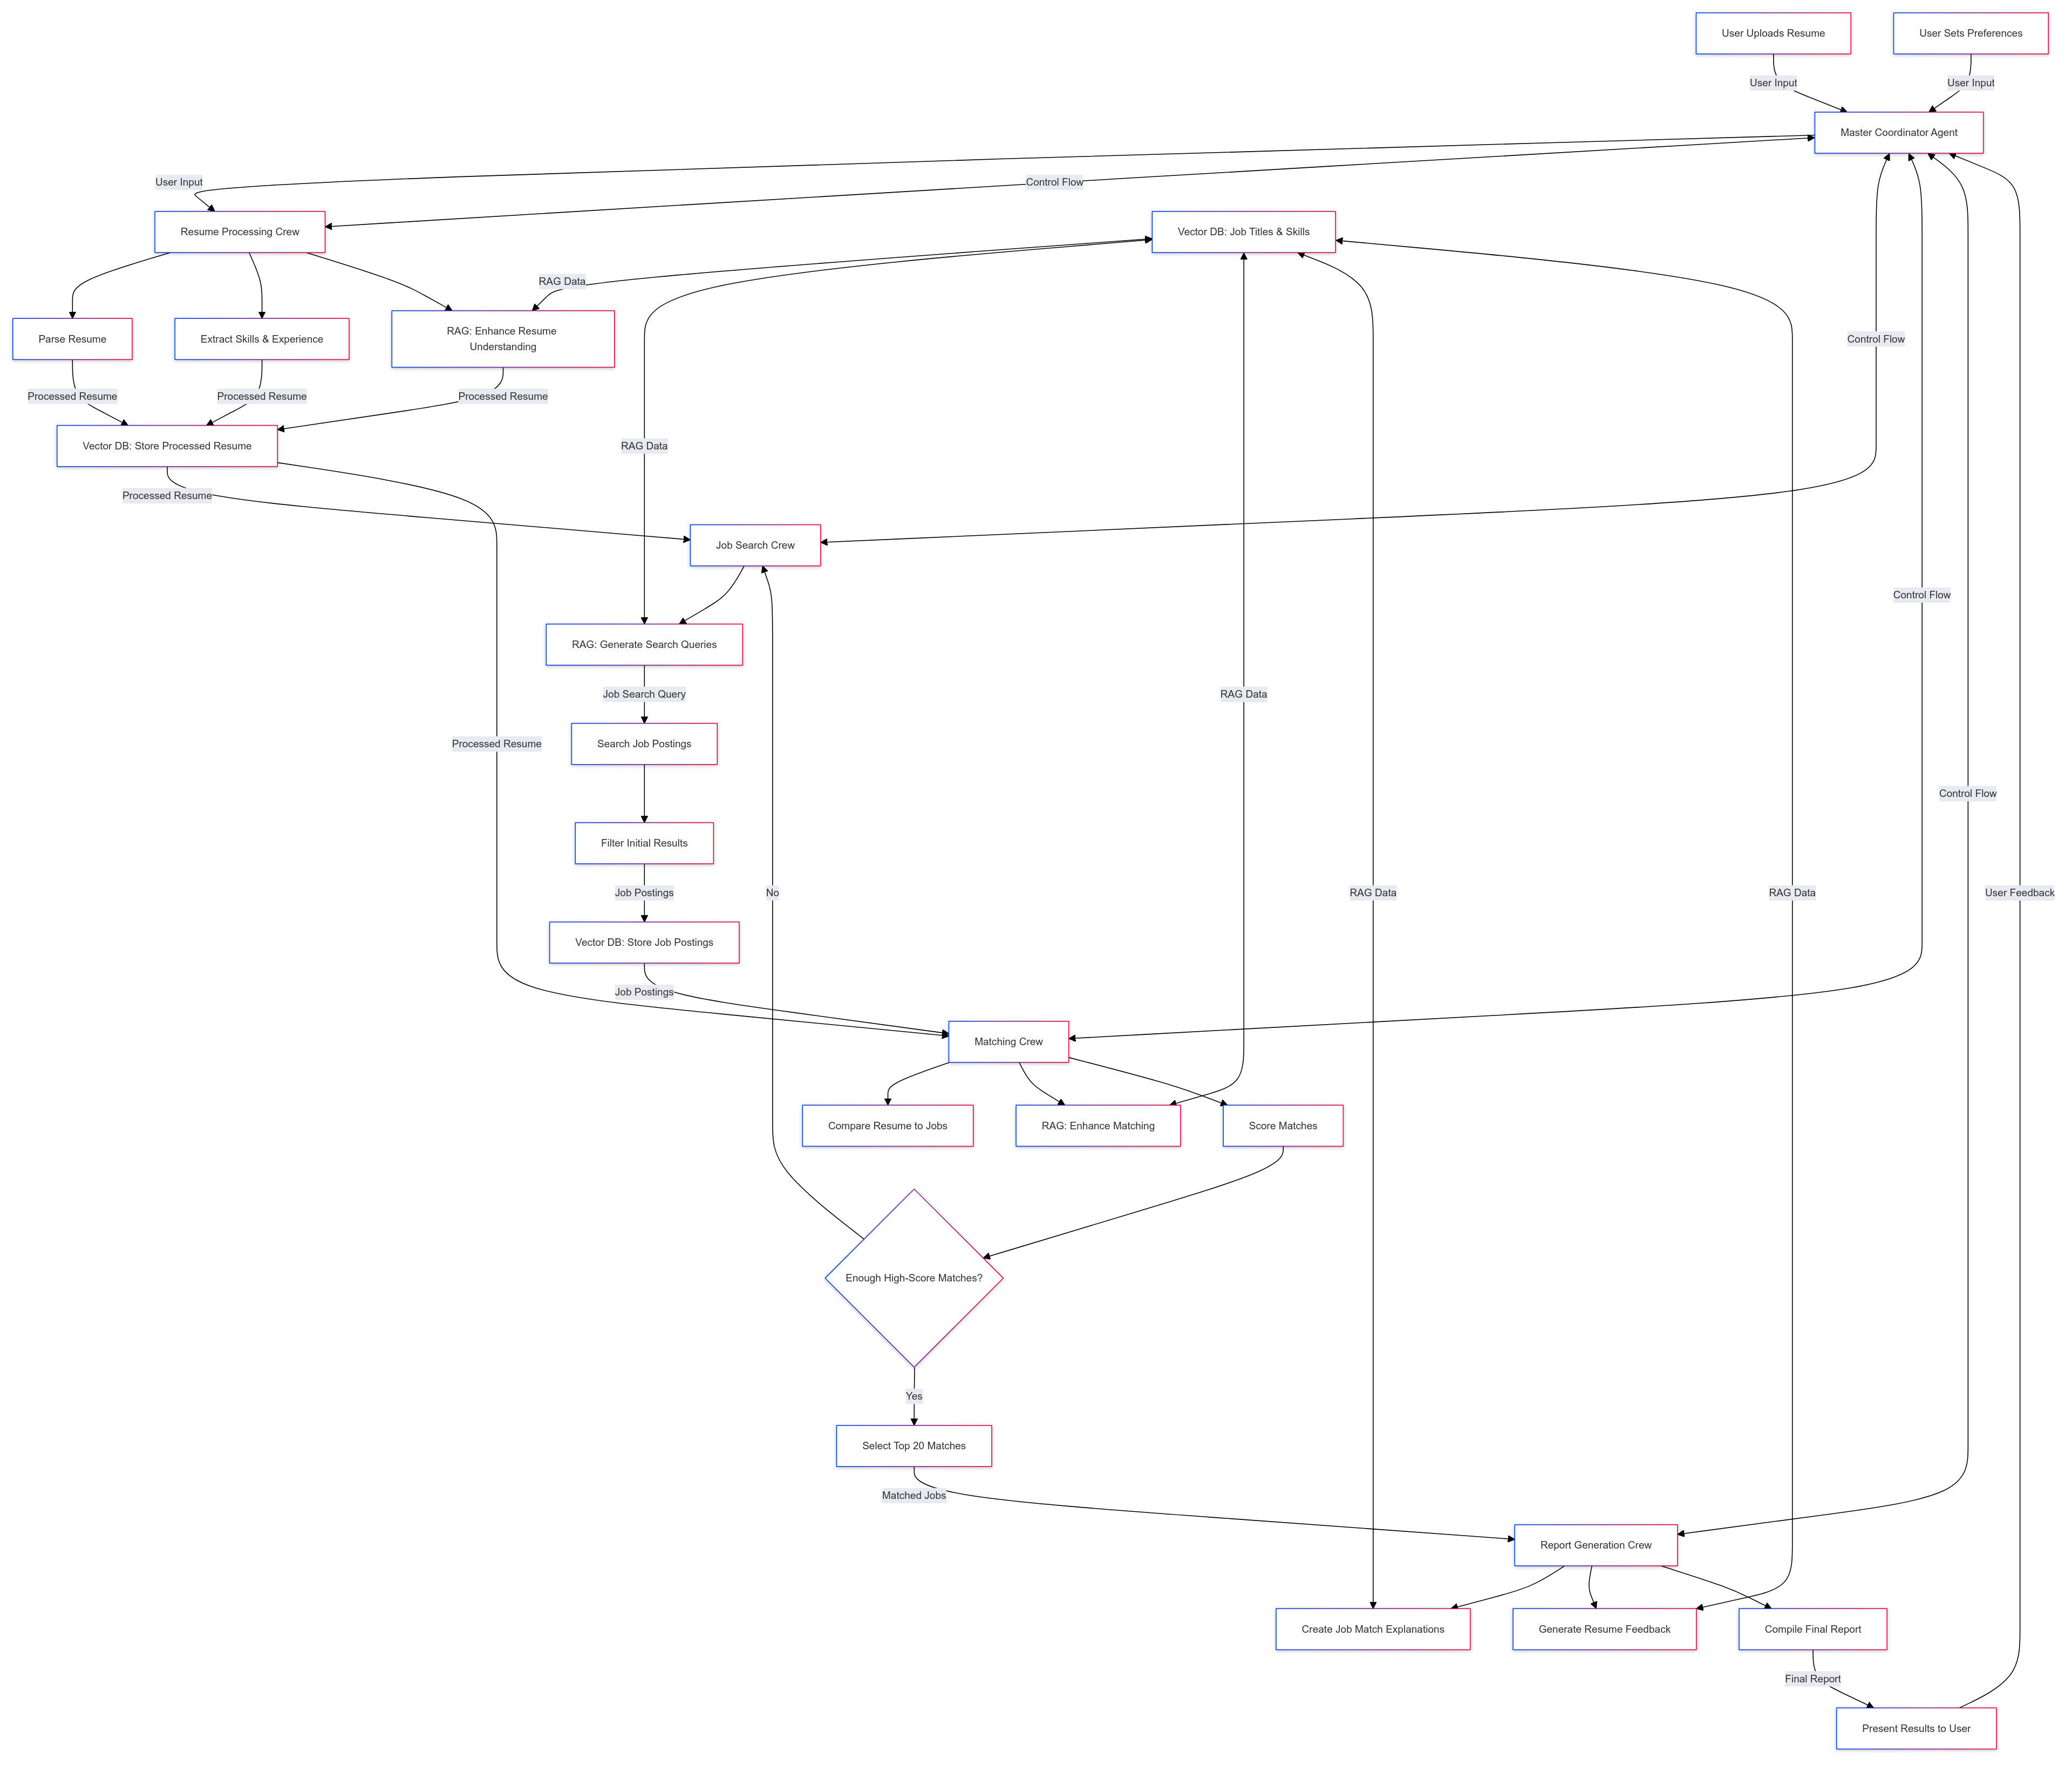 User Uploads Resume
User Sets Preferences
User Input
User Input
Master Coordinator Agent
User Input
Control Flow
Resume Processing Crew
Vector DB: Job Titles & Skills
RAG Data
Parse Resume
Extract Skills & Experience
RAG: Enhance Resume
Understanding
Control Flow
Processed Resume
Processed Resume
Processed Resume
Vector DB: Store Processed Resume
RAG Data
Processed Resume
Job Search Crew
Control Flow
RAG: Generate Search Queries
Job Search Query
RAG Data
Search Job Postings
Processed Resume
Control Flow
Filter Initial Results
Job Postings
No
RAG Data
RAG Data
User Feedback
Vector DB: Store Job Postings
Job Postings
Matching Crew
Compare Resume to Jobs
RAG: Enhance Matching
Score Matches
Enough High-Score Matches?
Yes
Select Top 20 Matches
Matched Jobs
Report Generation Crew
Create Job Match Explanations
Generate Resume Feedback
Compile Final Report
Final Report
Present Results to User